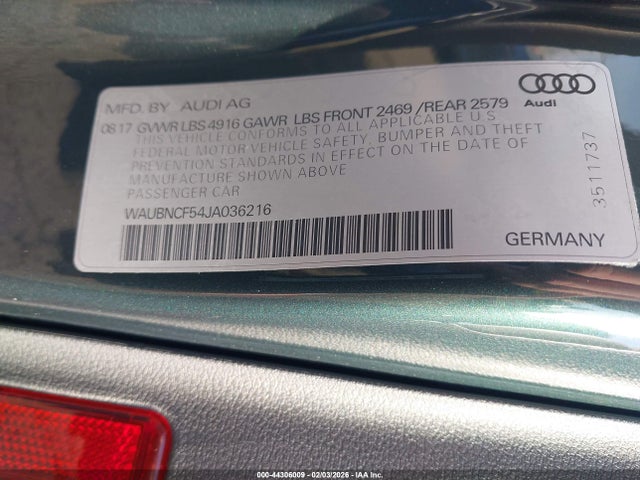 MFD. BY AUDI AG
08.17 GVWR LBS 4916 GAWR LBS FRONT 2469 /REAR 2579
THIS VEHICLE CONFORMS TO ALL APPLICABLE U S
FEDERAL MOTOR VEHICLE SAFETY, BUMPER AND THEFT
PREVENTION STANDARDS IN EFFECT ON THE DATE OF
MANUFACTURE SHOWN ABOVE
PASSENGER CAR
WAUBNCF54JA036216
Audi
3511737
GERMANY
000-44306009 - 02/03/2026 - IAA